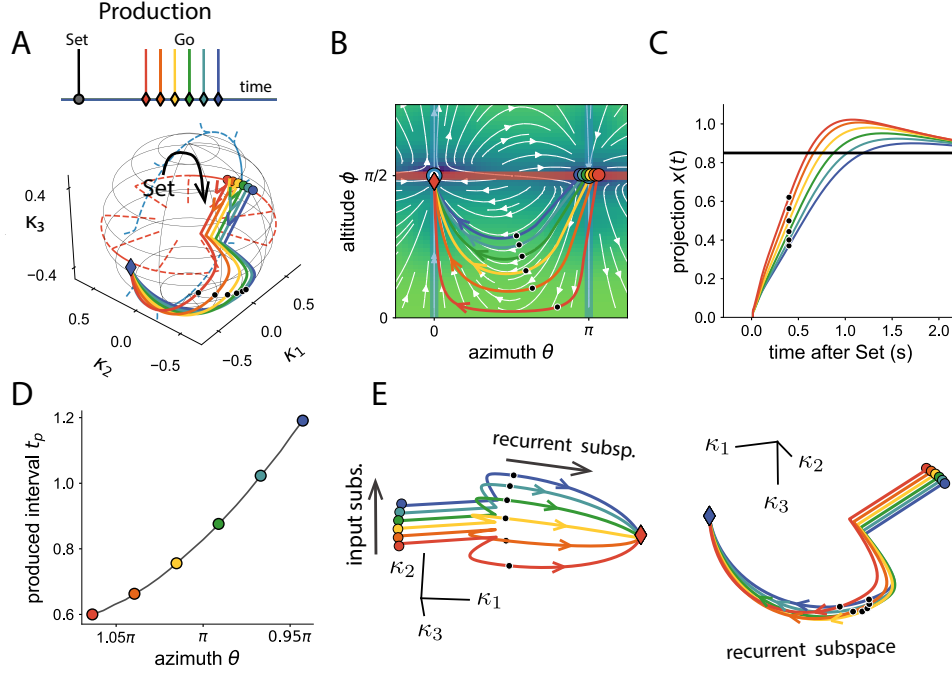 Production
A
Set
Go
time
Set
0.4
κ3
−0.4
0.5
0.0
κ2
−0.5
−0.5
0.0
κ1
0.5
B
altitude ϕ
π/2
0
0
π
azimuth θ
C
projection x(t)
1.0
0.8
0.6
0.4
0.2
0.0
0.0
0.5
1.0
1.5
2.0
time after Set (s)
D
produced interval tp
1.2
1.0
0.8
0.6
1.05π
π
0.95π
azimuth θ
E
recurrent subsp.
input subs.
κ2
κ1
κ3
κ1
κ2
κ3
recurrent subspace